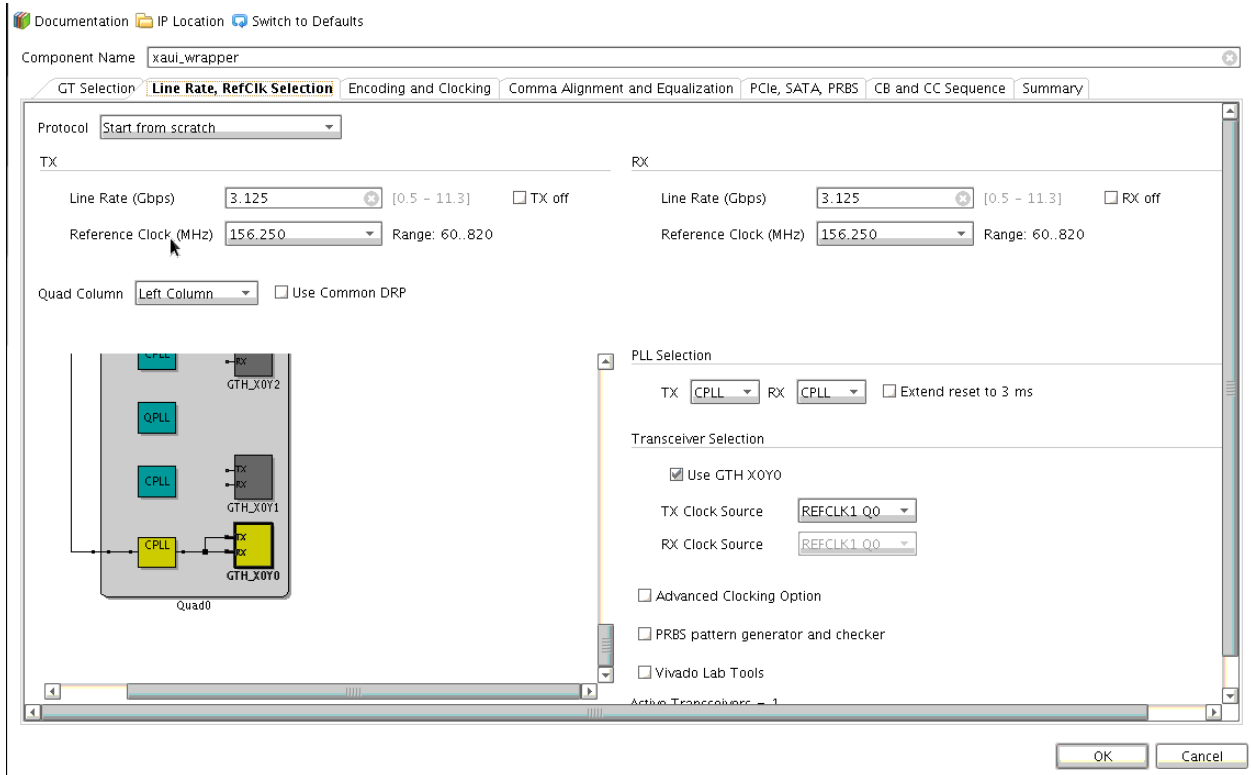 Documentation IP Location Switch to Defaults
Component Name xaui_wrapper
GT Selection Line Rate, RefClk Selection Encoding and Clocking Comma Alignment and Equalization PCIe, SATA, PRBS CB and CC Sequence Summary
Protocol Start from scratch
TX
Line Rate (Gbps) 3.125 [0.5 - 11.3] TX off
Reference Clock (MHz) 156.250 Range: 60..820
RX
Line Rate (Gbps) 3.125 [0.5 - 11.3] RX off
Reference Clock (MHz) 156.250 Range: 60..820
Quad Column Left Column Use Common DRP
CPLL
RX
GTH_X0Y2
QPLL
CPLL
TX
RX
GTH_X0Y1
CPLL
TX
RX
GTH_X0Y0
Quad0
PLL Selection
TX CPLL RX CPLL Extend reset to 3 ms
Transceiver Selection
Use GTH X0Y0
TX Clock Source REFCLK1 Q0
RX Clock Source REFCLK1 Q0
Advanced Clocking Option
PRBS pattern generator and checker
Vivado Lab Tools
Active Transceivers = 1
OK Cancel